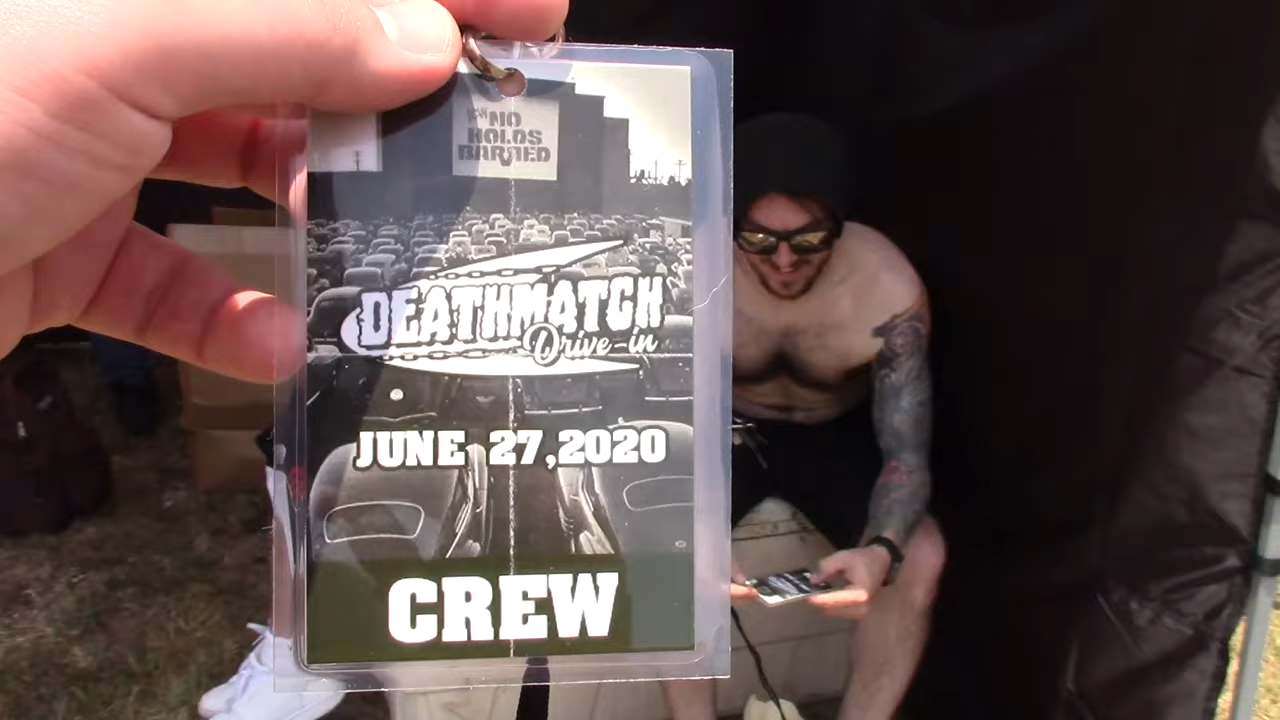 NO
HOLDS
BARRED
DEATHMATCH
Drive-in
JUNE 27,2020
CREW